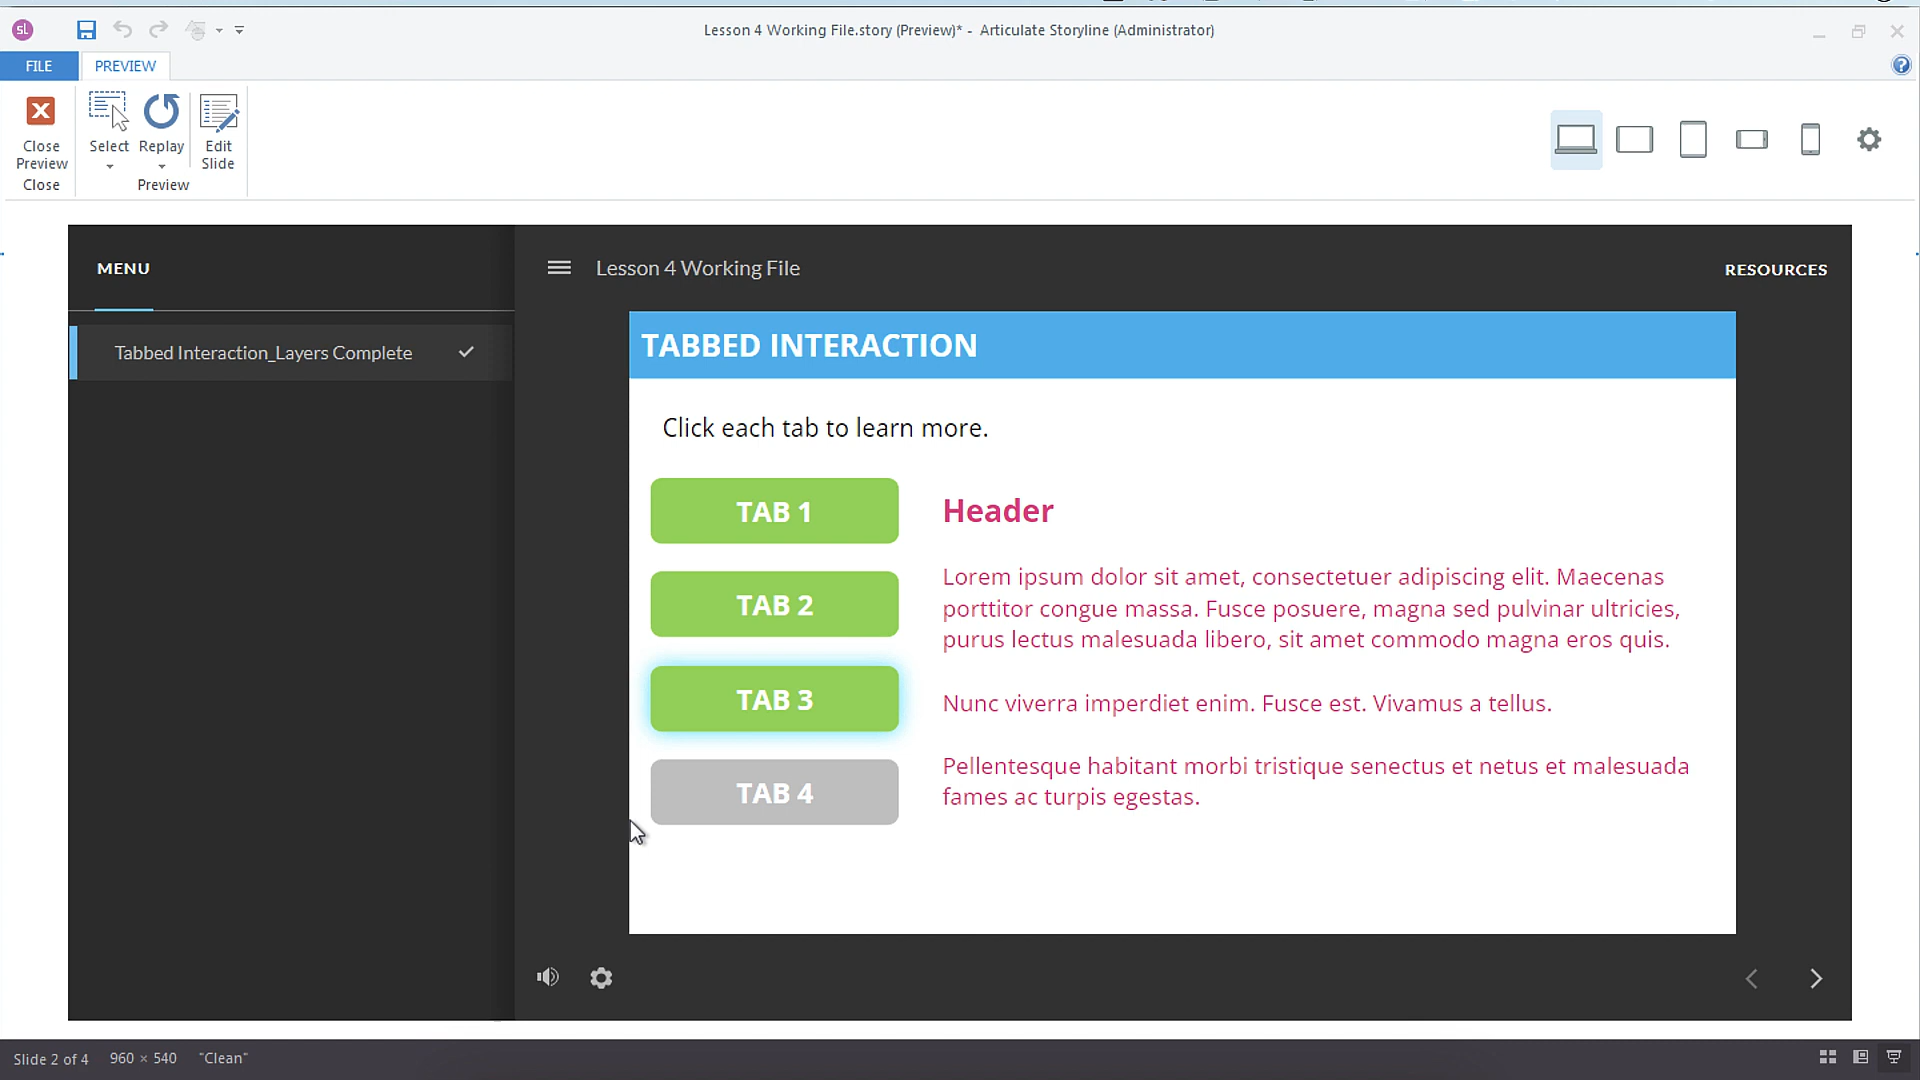 sl
Lesson 4 Working File.story (Preview)* - Articulate Storyline (Administrator)
FILE
PREVIEW
?
Close Preview
Select
Replay
Edit Slide
Close
Preview
MENU
Lesson 4 Working File
RESOURCES
Tabbed Interaction_Layers Complete
TABBED INTERACTION
Click each tab to learn more.
TAB 1
TAB 2
TAB 3
TAB 4
Header
Lorem ipsum dolor sit amet, consectetuer adipiscing elit. Maecenas
porttitor congue massa. Fusce posuere, magna sed pulvinar ultricies,
purus lectus malesuada libero, sit amet commodo magna eros quis.
Nunc viverra imperdiet enim. Fusce est. Vivamus a tellus.
Pellentesque habitant morbi tristique senectus et netus et malesuada
fames ac turpis egestas.
Slide 2 of 4
960 × 540
"Clean"